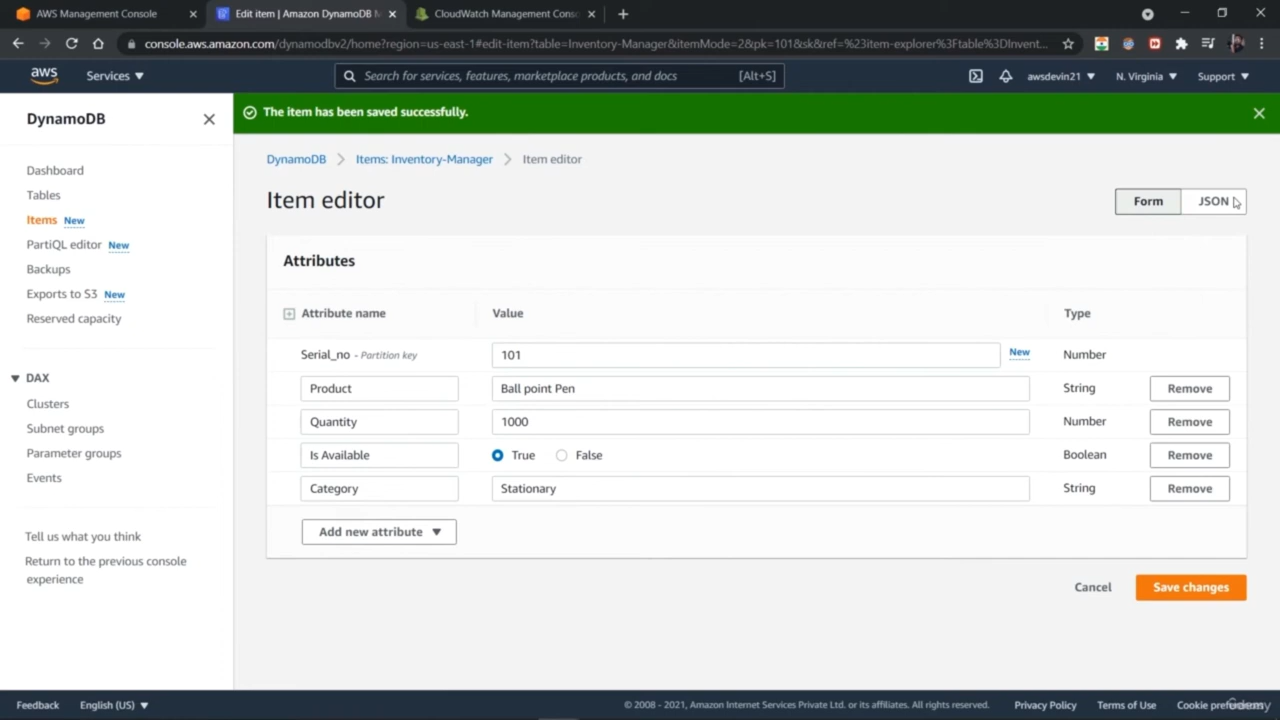 AWS Management Console
Edit item | Amazon DynamoDB M
CloudWatch Management Conso
console.aws.amazon.com/dynamodbv2/home?region=us-east-1#edit-item?table=Inventory-Manager&itemMode=2&pk=101&sk&ref=%23item-explorer%3Ftable%3DInvent...
aws
Services
Search for services, features, marketplace products, and docs
[Alt+S]
awsdevin21
N. Virginia
Support
DynamoDB
The item has been saved successfully.
DynamoDB
Items: Inventory-Manager
Item editor
Dashboard
Tables
Items New
PartiQL editor New
Backups
Exports to S3 New
Reserved capacity
DAX
Clusters
Subnet groups
Parameter groups
Events
Tell us what you think
Return to the previous console
experience
Item editor
Form
JSON
Attributes
Attribute name
Value
Type
Serial_no - Partition key
101
New
Number
Product
Ball point Pen
String
Remove
Quantity
1000
Number
Remove
Is Available
True
False
Boolean
Remove
Category
Stationary
String
Remove
Add new attribute
Cancel
Save changes
Feedback
English (US)
© 2008 - 2021, Amazon Internet Services Private Ltd. or its affiliates. All rights reserved.
Privacy Policy
Terms of Use
Cookie preferences
Udemy